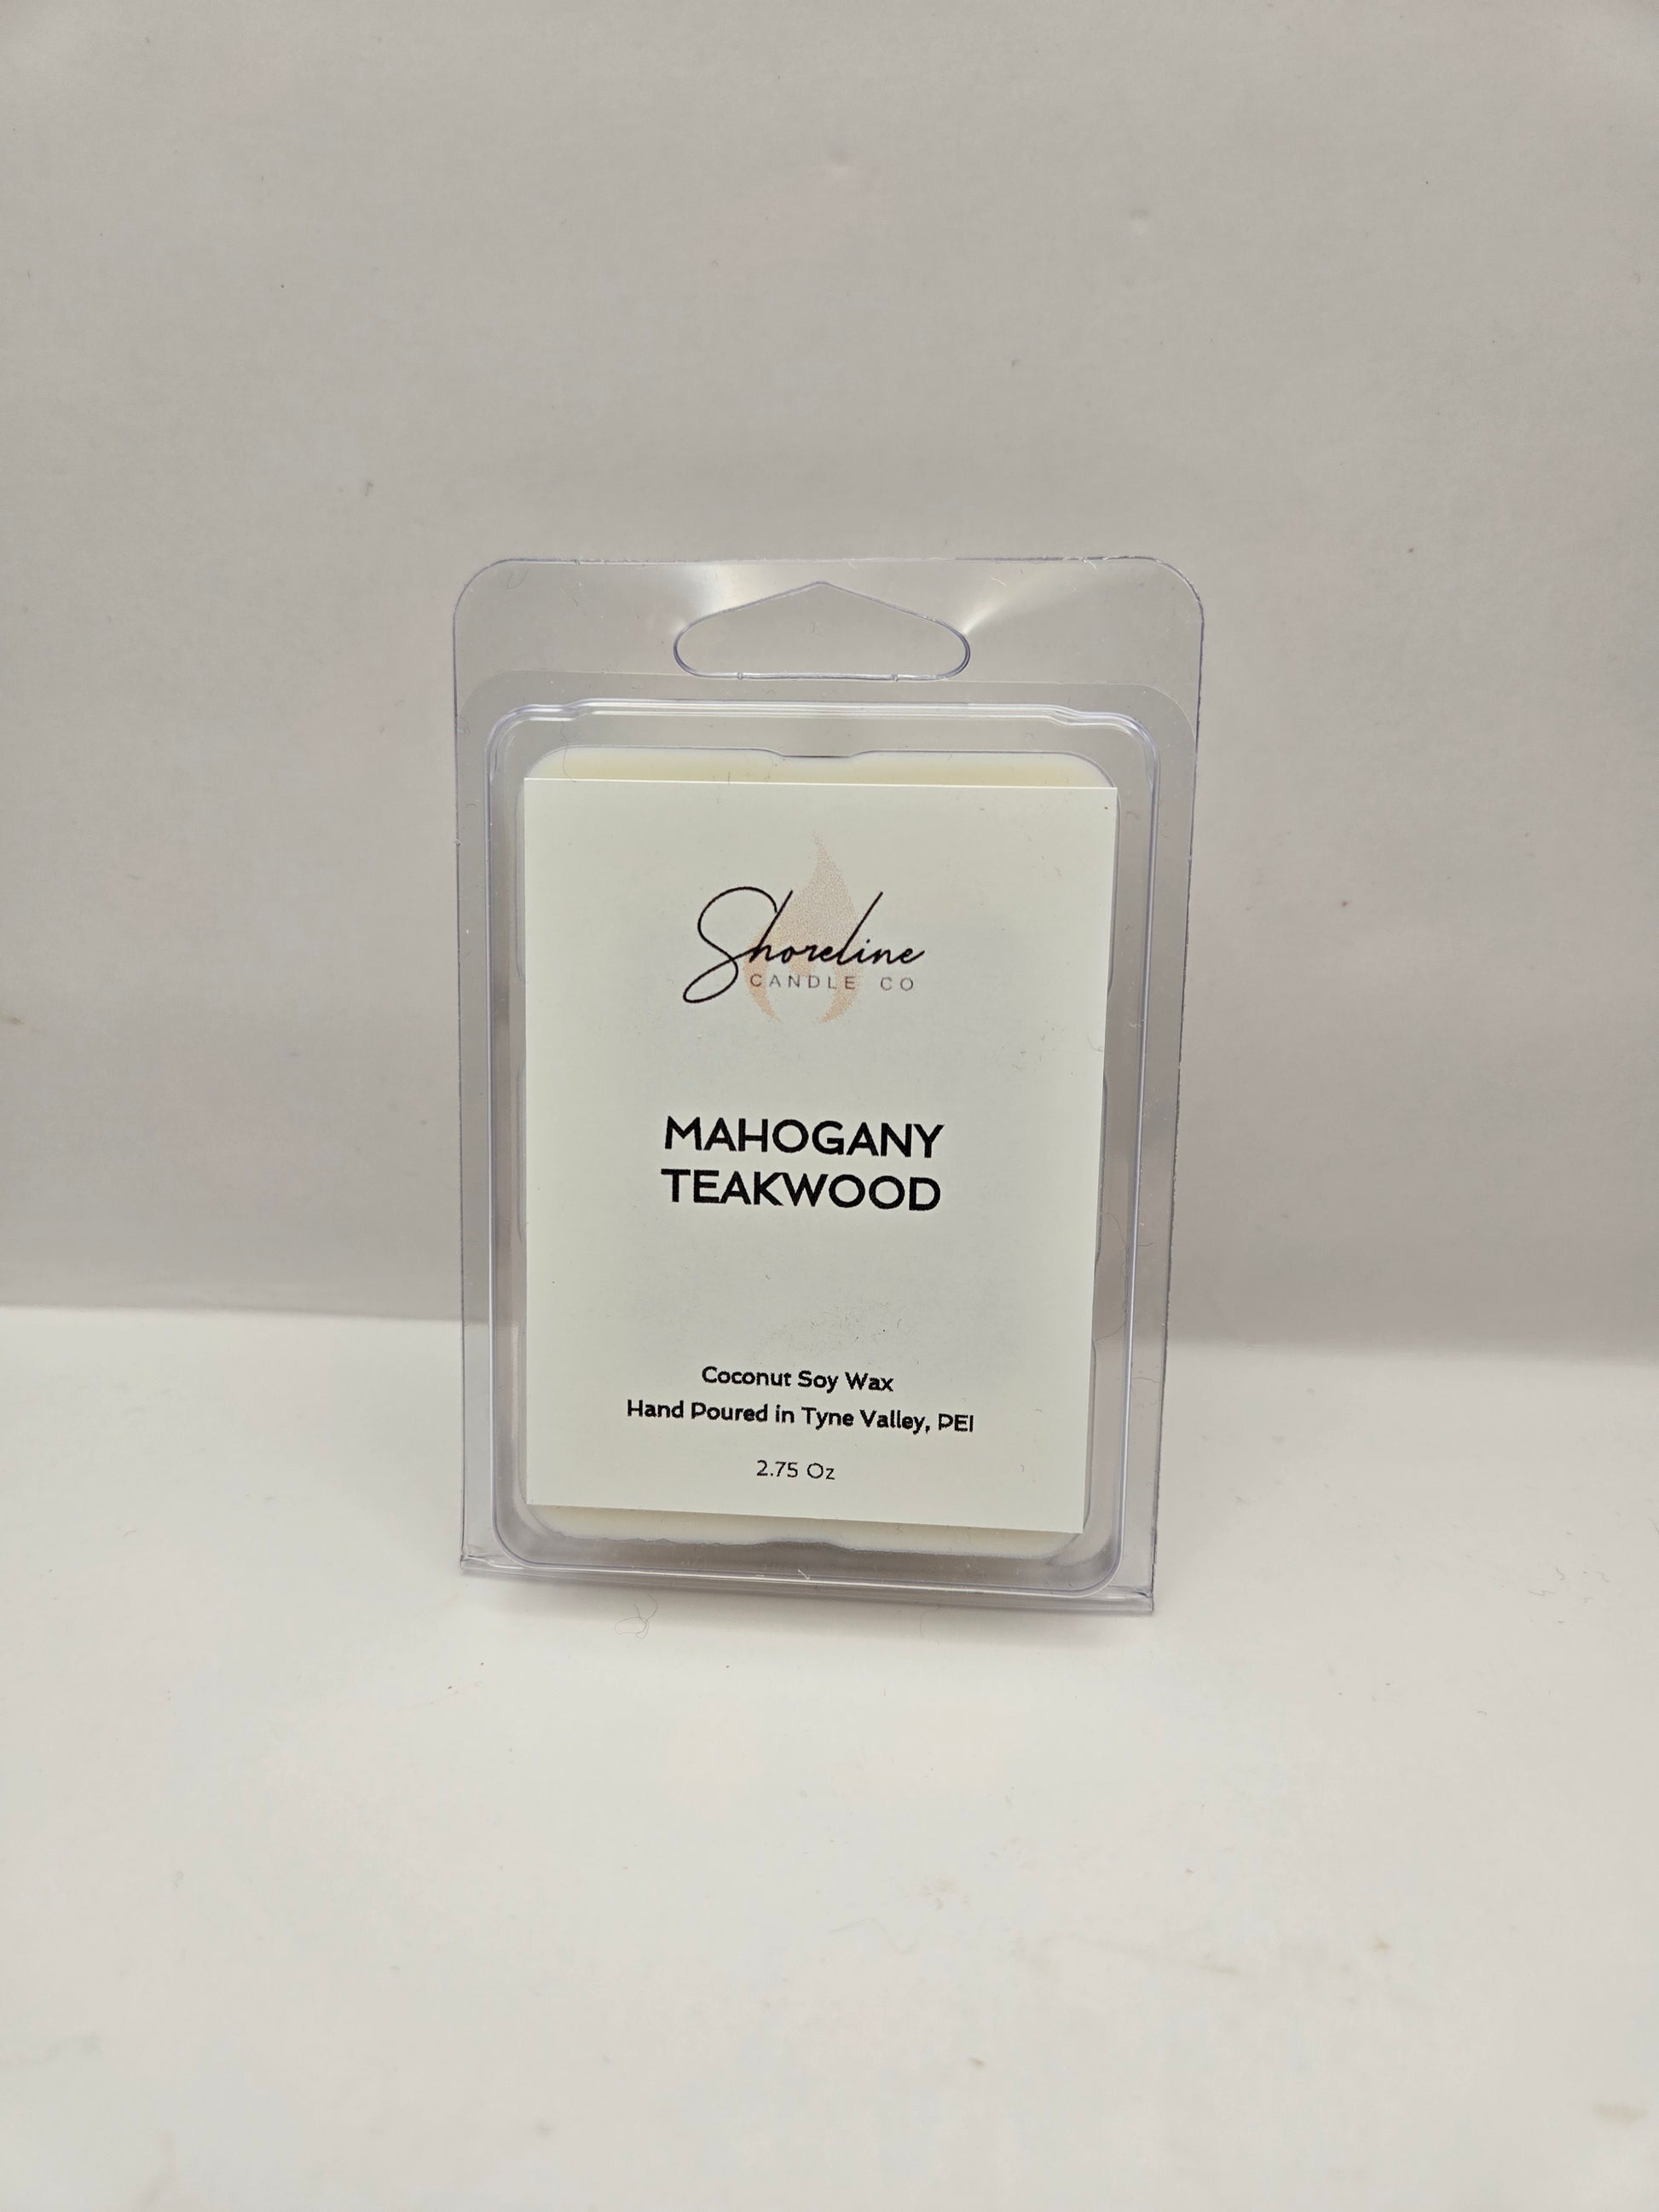 Shoreline
CANDLE CO
MAHOGANY
TEAKWOOD
Coconut Soy Wax
Hand Poured in Tyne Valley, PEI
2.75 Oz